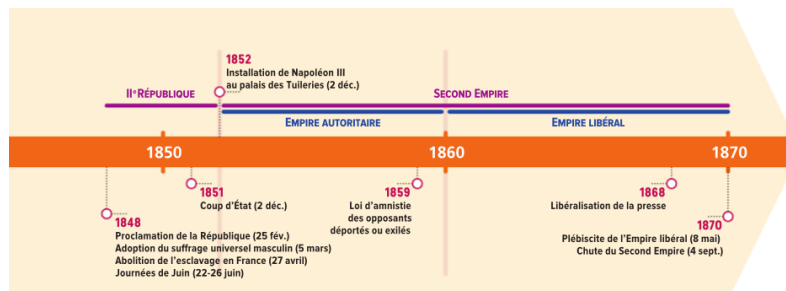 1852
Installation de Napoléon III
au palais des Tuileries (2 déc.)
IIe RÉPUBLIQUE
SECOND EMPIRE
EMPIRE AUTORITAIRE
EMPIRE LIBÉRAL
1850
1860
1870
1851
Coup d’État (2 déc.)
1859
Loi d’amnistie
des opposants
déportés ou exilés
1868
Libéralisation de la presse
1848
Proclamation de la République (25 fév.)
Adoption du suffrage universel masculin (5 mars)
Abolition de l’esclavage en France (27 avril)
Journées de Juin (22-26 juin)
1870
Plébiscite de l’Empire libéral (8 mai)
Chute du Second Empire (4 sept.)